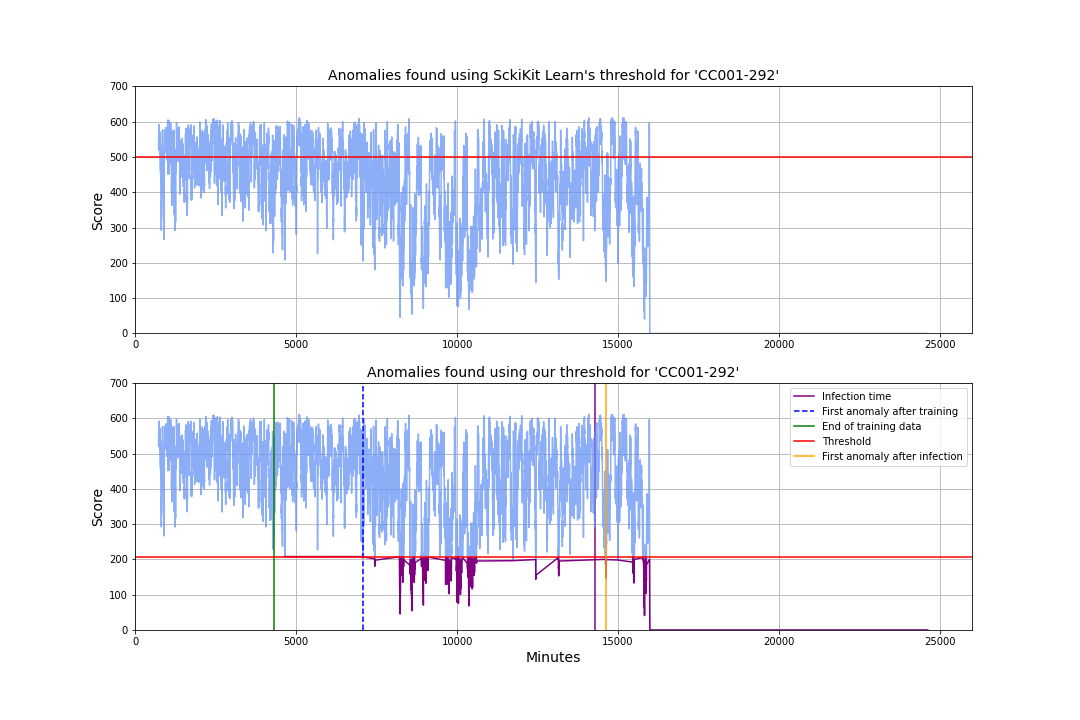 Anomalies found using SckiKit Learn's threshold for 'CC001-292'
700
600
500
400
300
200
100
0
Score
0 5000 10000 15000 20000 25000
Anomalies found using our threshold for 'CC001-292'
700
600
500
400
300
200
100
0
Score
Infection time
First anomaly after training
End of training data
Threshold
First anomaly after infection
0 5000 10000 15000 20000 25000
Minutes